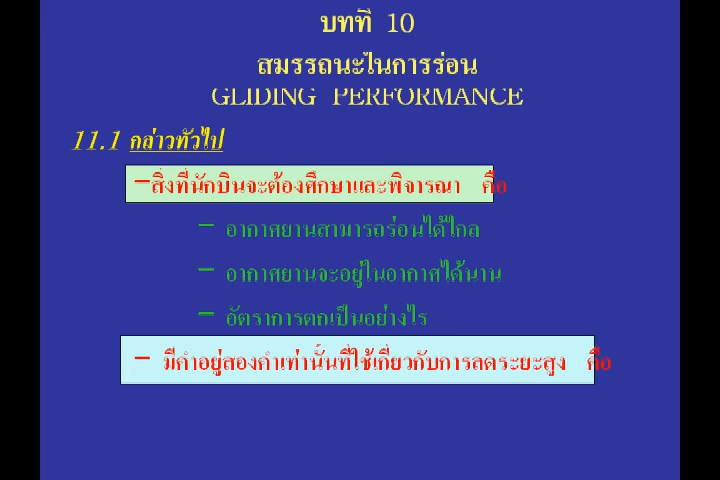 บทที่ 10
สมรรถนะในการร่อน
GLIDING PERFORMANCE
11.1 กล่าวทั่วไป
-สิ่งที่นักบินจะต้องศึกษาและพิจารณา คือ
- อากาศยานสามารถร่อนได้ไกล
- อากาศยานจะอยู่ในอากาศได้นาน
- อัตราการตกเป็นอย่างไร
- มีคำอยู่สองคำเท่านั้นที่ใช้เกี่ยวกับการลดระยะสูง คือ